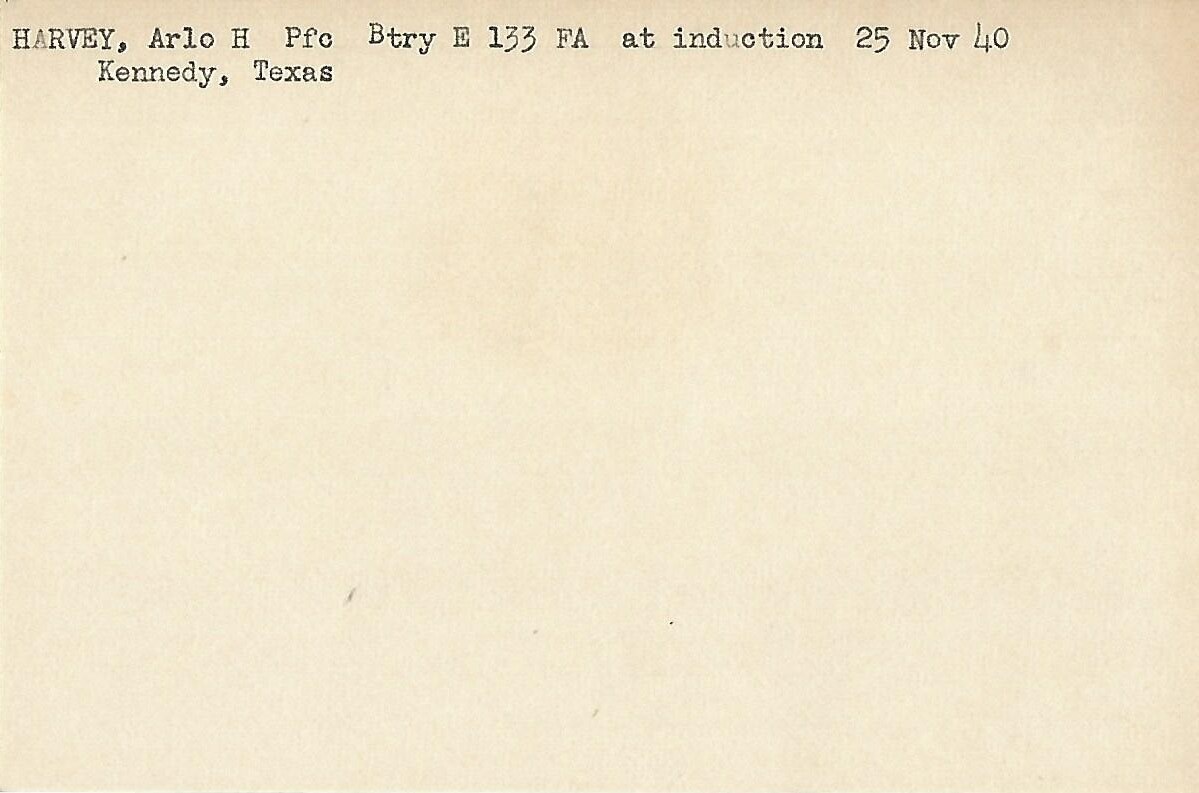 HARVEY, Arlo H Pfc Btry E 133 FA at induction 25 Nov 40
Kennedy, Texas